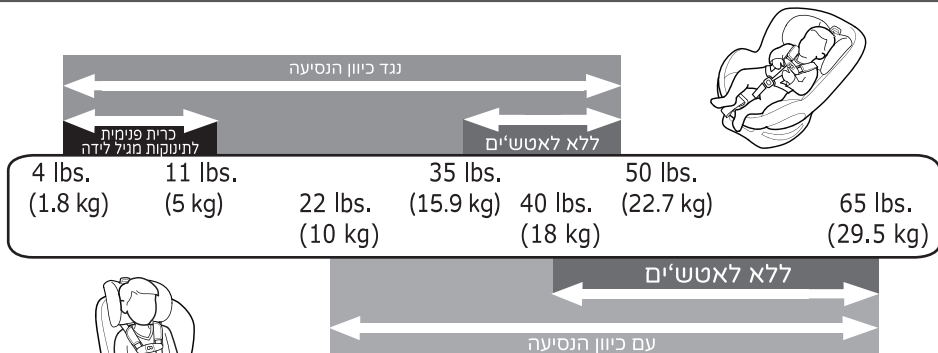 נגד כיוון הנסיעה
כרית פנימית
לתינוקות מגיל לידה
ללא לאטש'ים
4 lbs.
(1.8 kg)
11 lbs.
(5 kg)
22 lbs.
(10 kg)
35 lbs.
(15.9 kg)
40 lbs.
(18 kg)
50 lbs.
(22.7 kg)
65 lbs.
(29.5 kg)
ללא לאטש'ים
עם כיוון הנסיעה